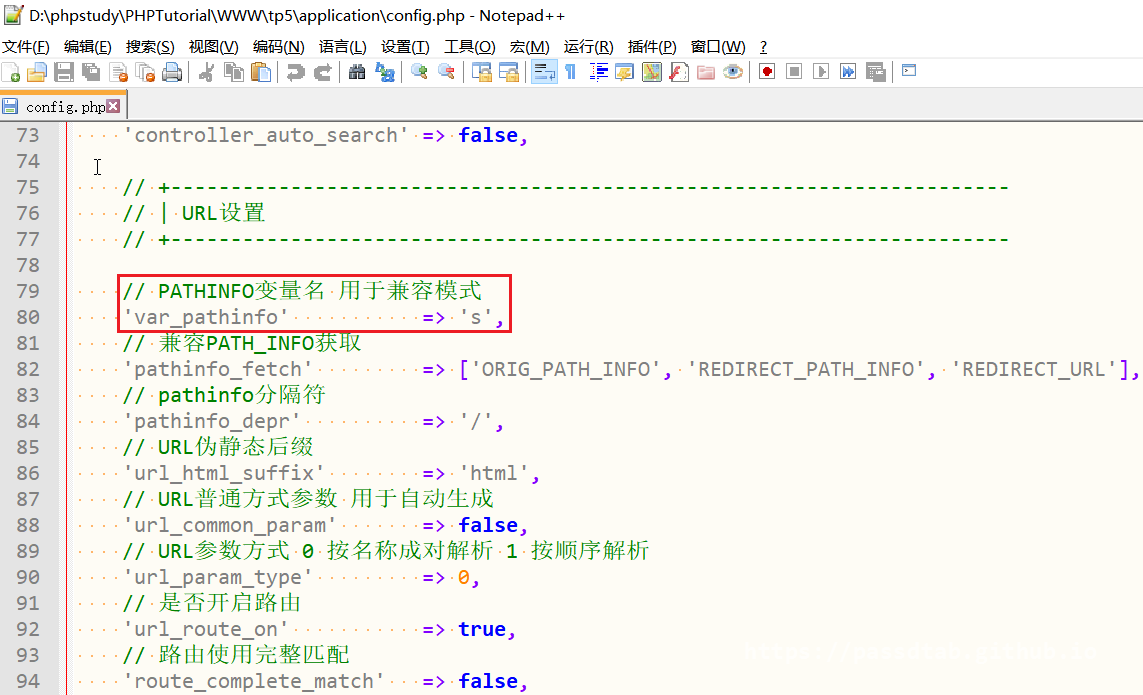 D:\phpstudy\PHPTutorial\WWW\tp5\application\config.php - Notepad++
文件(F) 编辑(E) 搜索(S) 视图(V) 编码(N) 语言(L) 设置(T) 工具(O) 宏(M) 运行(R) 插件(P) 窗口(W) ?
config.php
73 'controller_auto_search' => false,
74
75 // +----------------------------------------------------------------------
76 // | URL设置
77 // +----------------------------------------------------------------------
78
79 // PATHINFO变量名 用于兼容模式
80 'var_pathinfo' => 's',
81 // 兼容PATH_INFO获取
82 'pathinfo_fetch' => ['ORIG_PATH_INFO', 'REDIRECT_PATH_INFO', 'REDIRECT_URL'],
83 // pathinfo分隔符
84 'pathinfo_depr' => '/',
85 // URL伪静态后缀
86 'url_html_suffix' => 'html',
87 // URL普通方式参数 用于自动生成
88 'url_common_param' => false,
89 // URL参数方式 0 按名称成对解析 1 按顺序解析
90 'url_param_type' => 0,
91 // 是否开启路由
92 'url_route_on' => true,
93 // 路由使用完整匹配
94 'route_complete_match' => false,